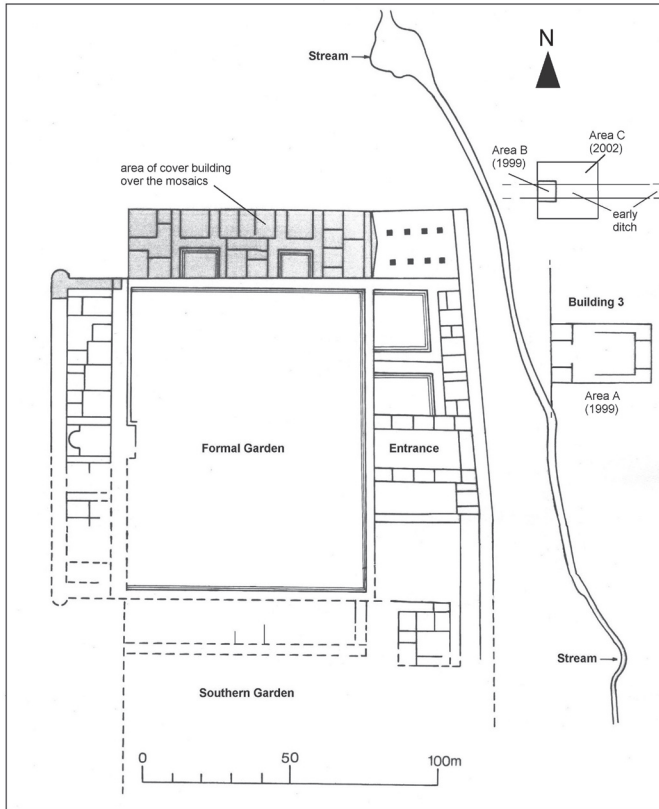 Stream
N
Area C
(2002)
Area B
(1999)
area of cover building
over the mosaics
early
ditch
Building 3
Area A
(1999)
Formal Garden
Entrance
Stream
Southern Garden
0 50 100m